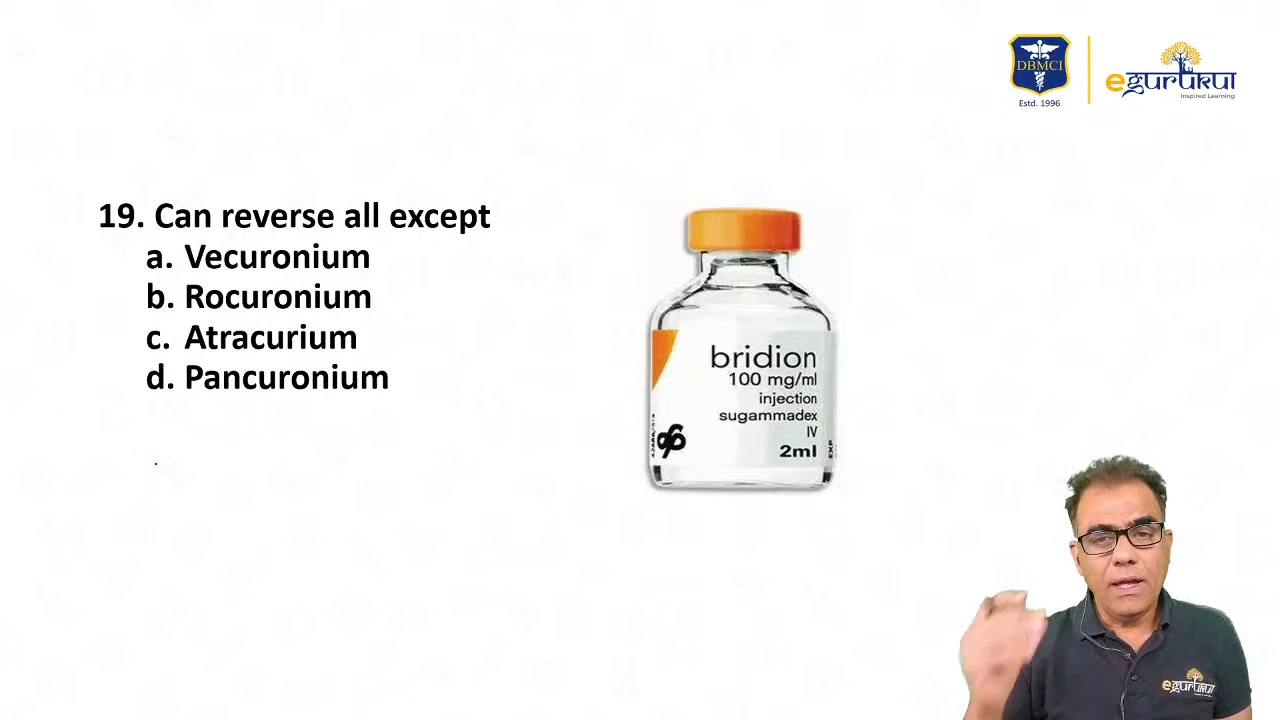 DBMCI
Estd. 1996
egurukul
Inspired Learning
19. Can reverse all except
a. Vecuronium
b. Rocuronium
c. Atracurium
d. Pancuronium
bridion
100 mg/ml
injection
sugammadex
IV
2ml
EXP
egurukul